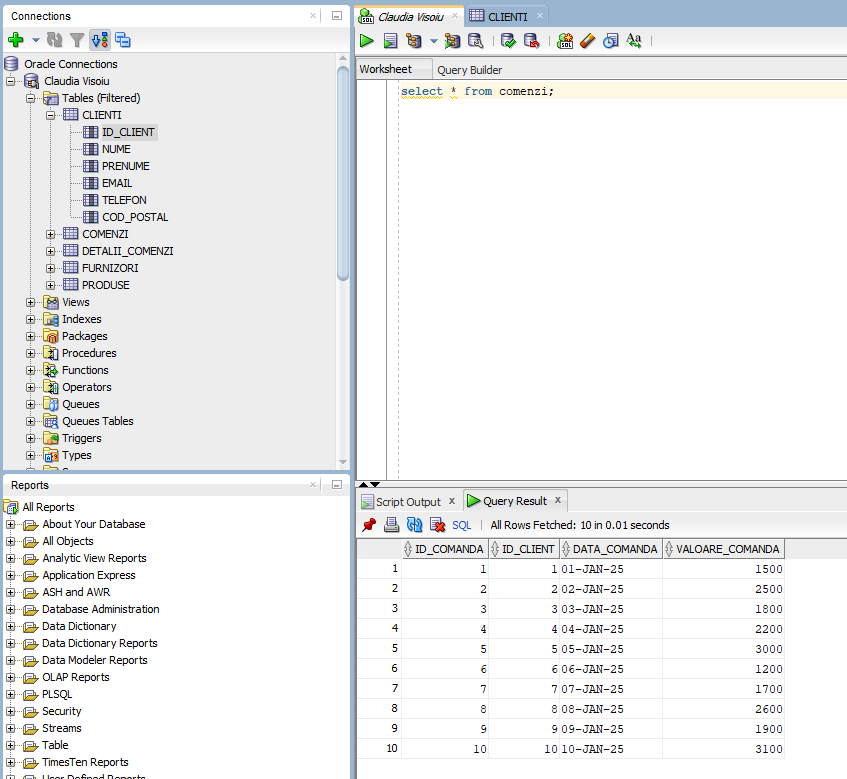 Connections
Oracle Connections
Claudia Visoiu
Tables (Filtered)
CLIENTI
ID_CLIENT
NUME
PRENUME
EMAIL
TELEFON
COD_POSTAL
COMENZI
DETALII_COMENZI
FURNIZORI
PRODUSE
Views
Indexes
Packages
Procedures
Functions
Operators
Queues
Queues Tables
Triggers
Types
Reports
All Reports
About Your Database
All Objects
Analytic View Reports
Application Express
ASH and AWR
Database Administration
Data Dictionary
Data Dictionary Reports
Data Modeler Reports
OLAP Reports
PLSQL
Security
Streams
Table
TimesTen Reports
User Defined Reports
Claudia Visoiu CLIENTI
Worksheet Query Builder
select * from comenzi;
Script Output Query Result
SQL All Rows Fetched: 10 in 0.01 seconds
ID_COMANDA ID_CLIENT DATA_COMANDA VALOARE_COMANDA
1 1 1 01-JAN-25 1500
2 2 2 02-JAN-25 2500
3 3 3 03-JAN-25 1800
4 4 4 04-JAN-25 2200
5 5 5 05-JAN-25 3000
6 6 6 06-JAN-25 1200
7 7 7 07-JAN-25 1700
8 8 8 08-JAN-25 2600
9 9 9 09-JAN-25 1900
10 10 10 10-JAN-25 3100